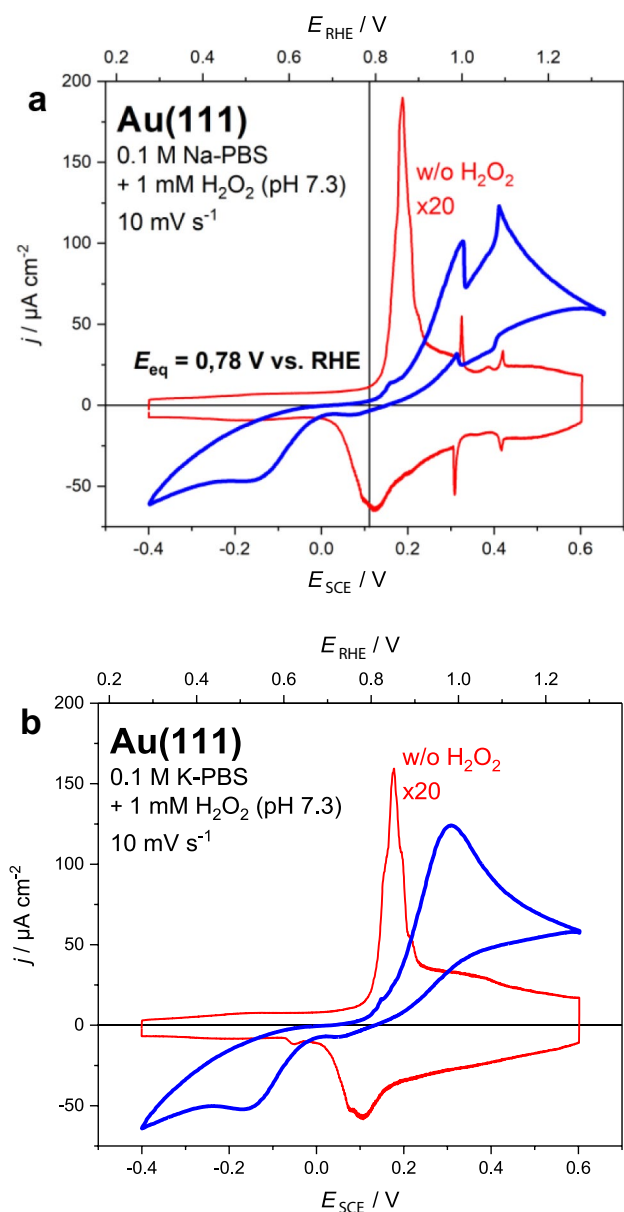 E_RHE / V
0.2 0.4 0.6 0.8 1.0 1.2
200
150
100
50
0
-50
j / µA cm⁻²
a
Au(111)
0.1 M Na-PBS
+ 1 mM H₂O₂ (pH 7.3)
10 mV s⁻¹
w/o H₂O₂
x20
E_eq = 0,78 V vs. RHE
-0.4 -0.2 0.0 0.2 0.4 0.6
E_SCE / V
E_RHE / V
0.2 0.4 0.6 0.8 1.0 1.2
200
150
100
50
0
-50
j / µA cm⁻²
b
Au(111)
0.1 M K-PBS
+ 1 mM H₂O₂ (pH 7.3)
10 mV s⁻¹
w/o H₂O₂
x20
-0.4 -0.2 0.0 0.2 0.4 0.6
E_SCE / V